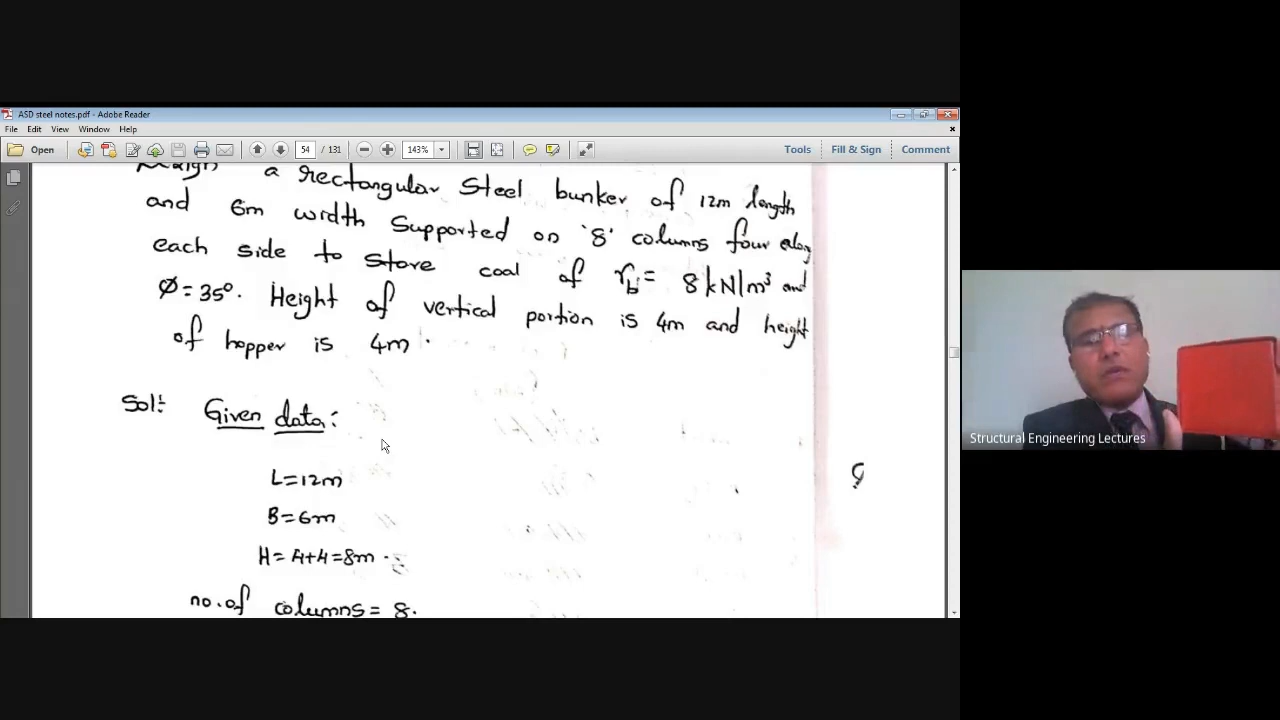 ASD steel notes.pdf - Adobe Reader
File Edit View Window Help
Open 54 / 131 143% Tools Fill & Sign Comment
a rectangular Steel bunker of 12m length
and 6m width supported on '8' columns four along
each side to store coal of γb = 8 kN/m³ and
Ø = 35°. Height of vertical portion is 4m and height
of hopper is 4m.
Sol:
Given data:
L=12m
B=6m
H= 4+4=8m
no. of columns = 8.
Structural Engineering Lectures